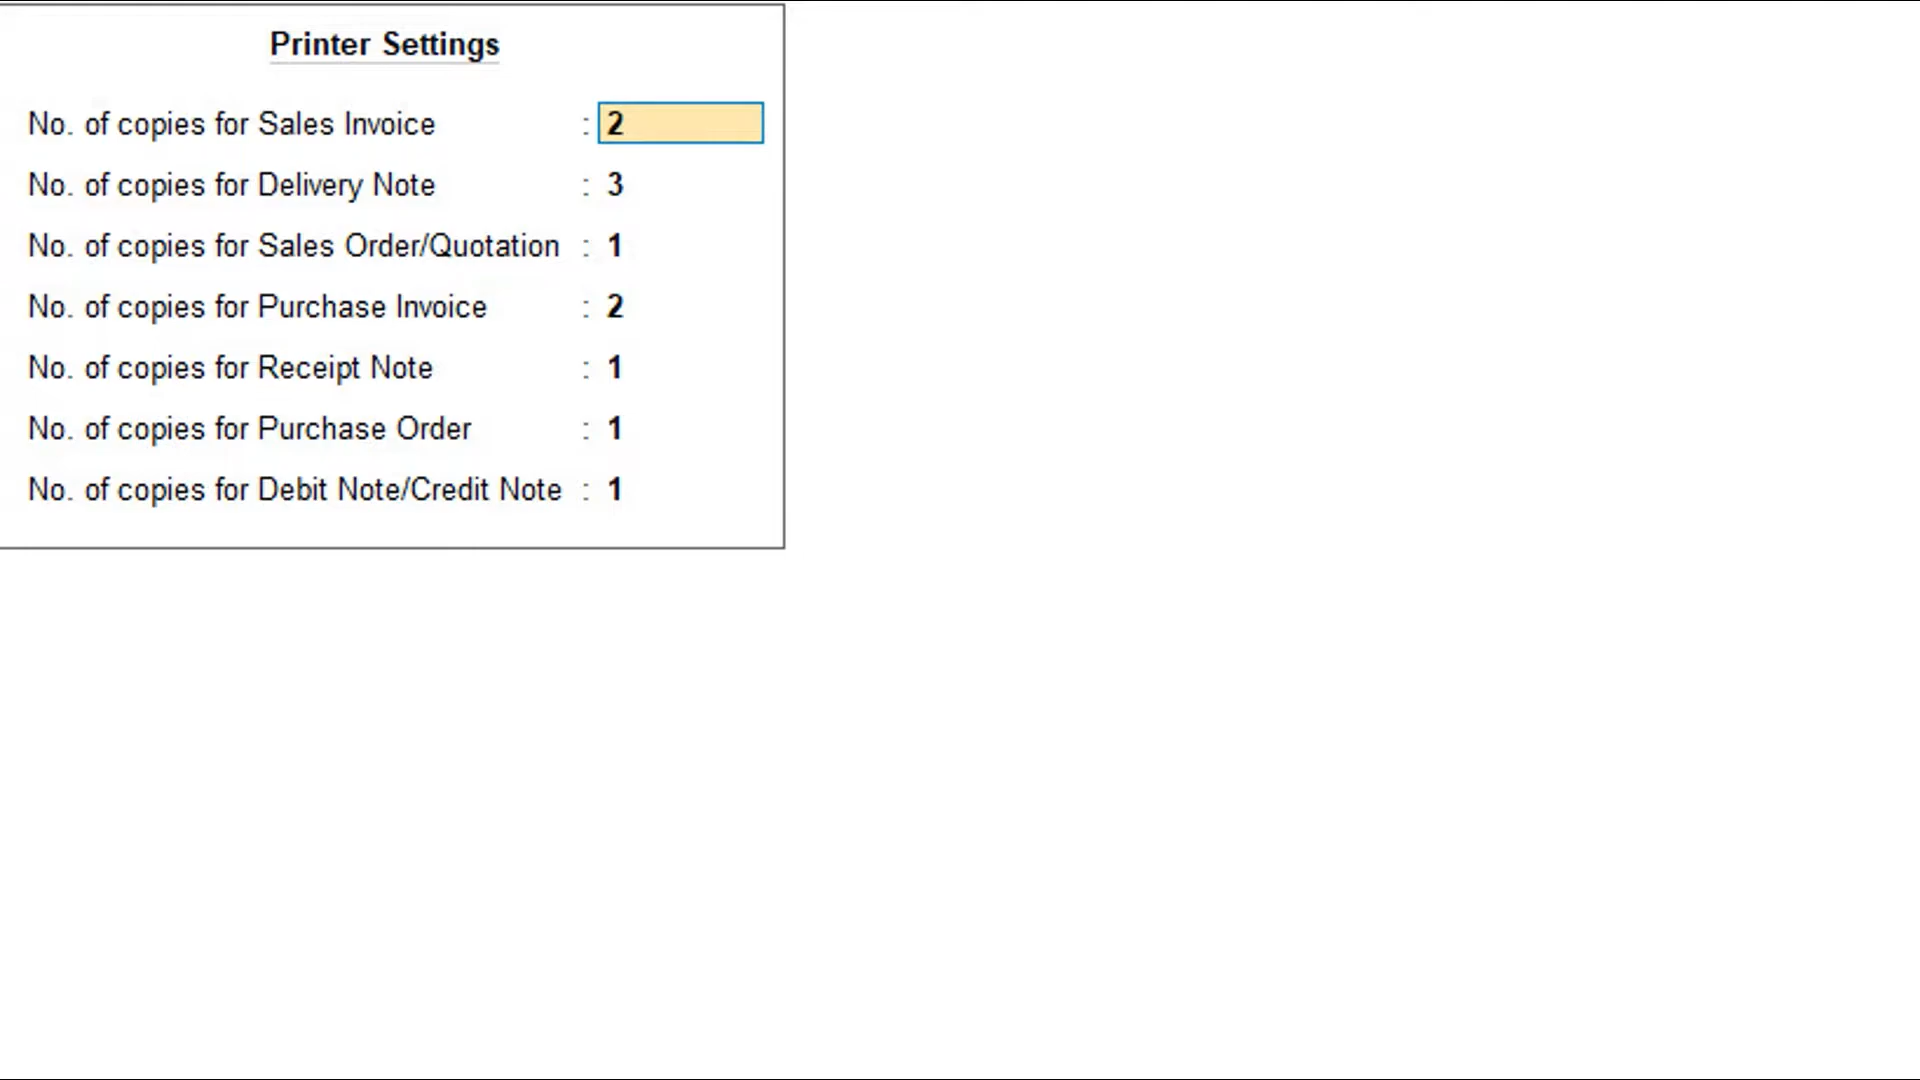 Printer Settings
No. of copies for Sales Invoice : 2
No. of copies for Delivery Note : 3
No. of copies for Sales Order/Quotation : 1
No. of copies for Purchase Invoice : 2
No. of copies for Receipt Note : 1
No. of copies for Purchase Order : 1
No. of copies for Debit Note/Credit Note : 1